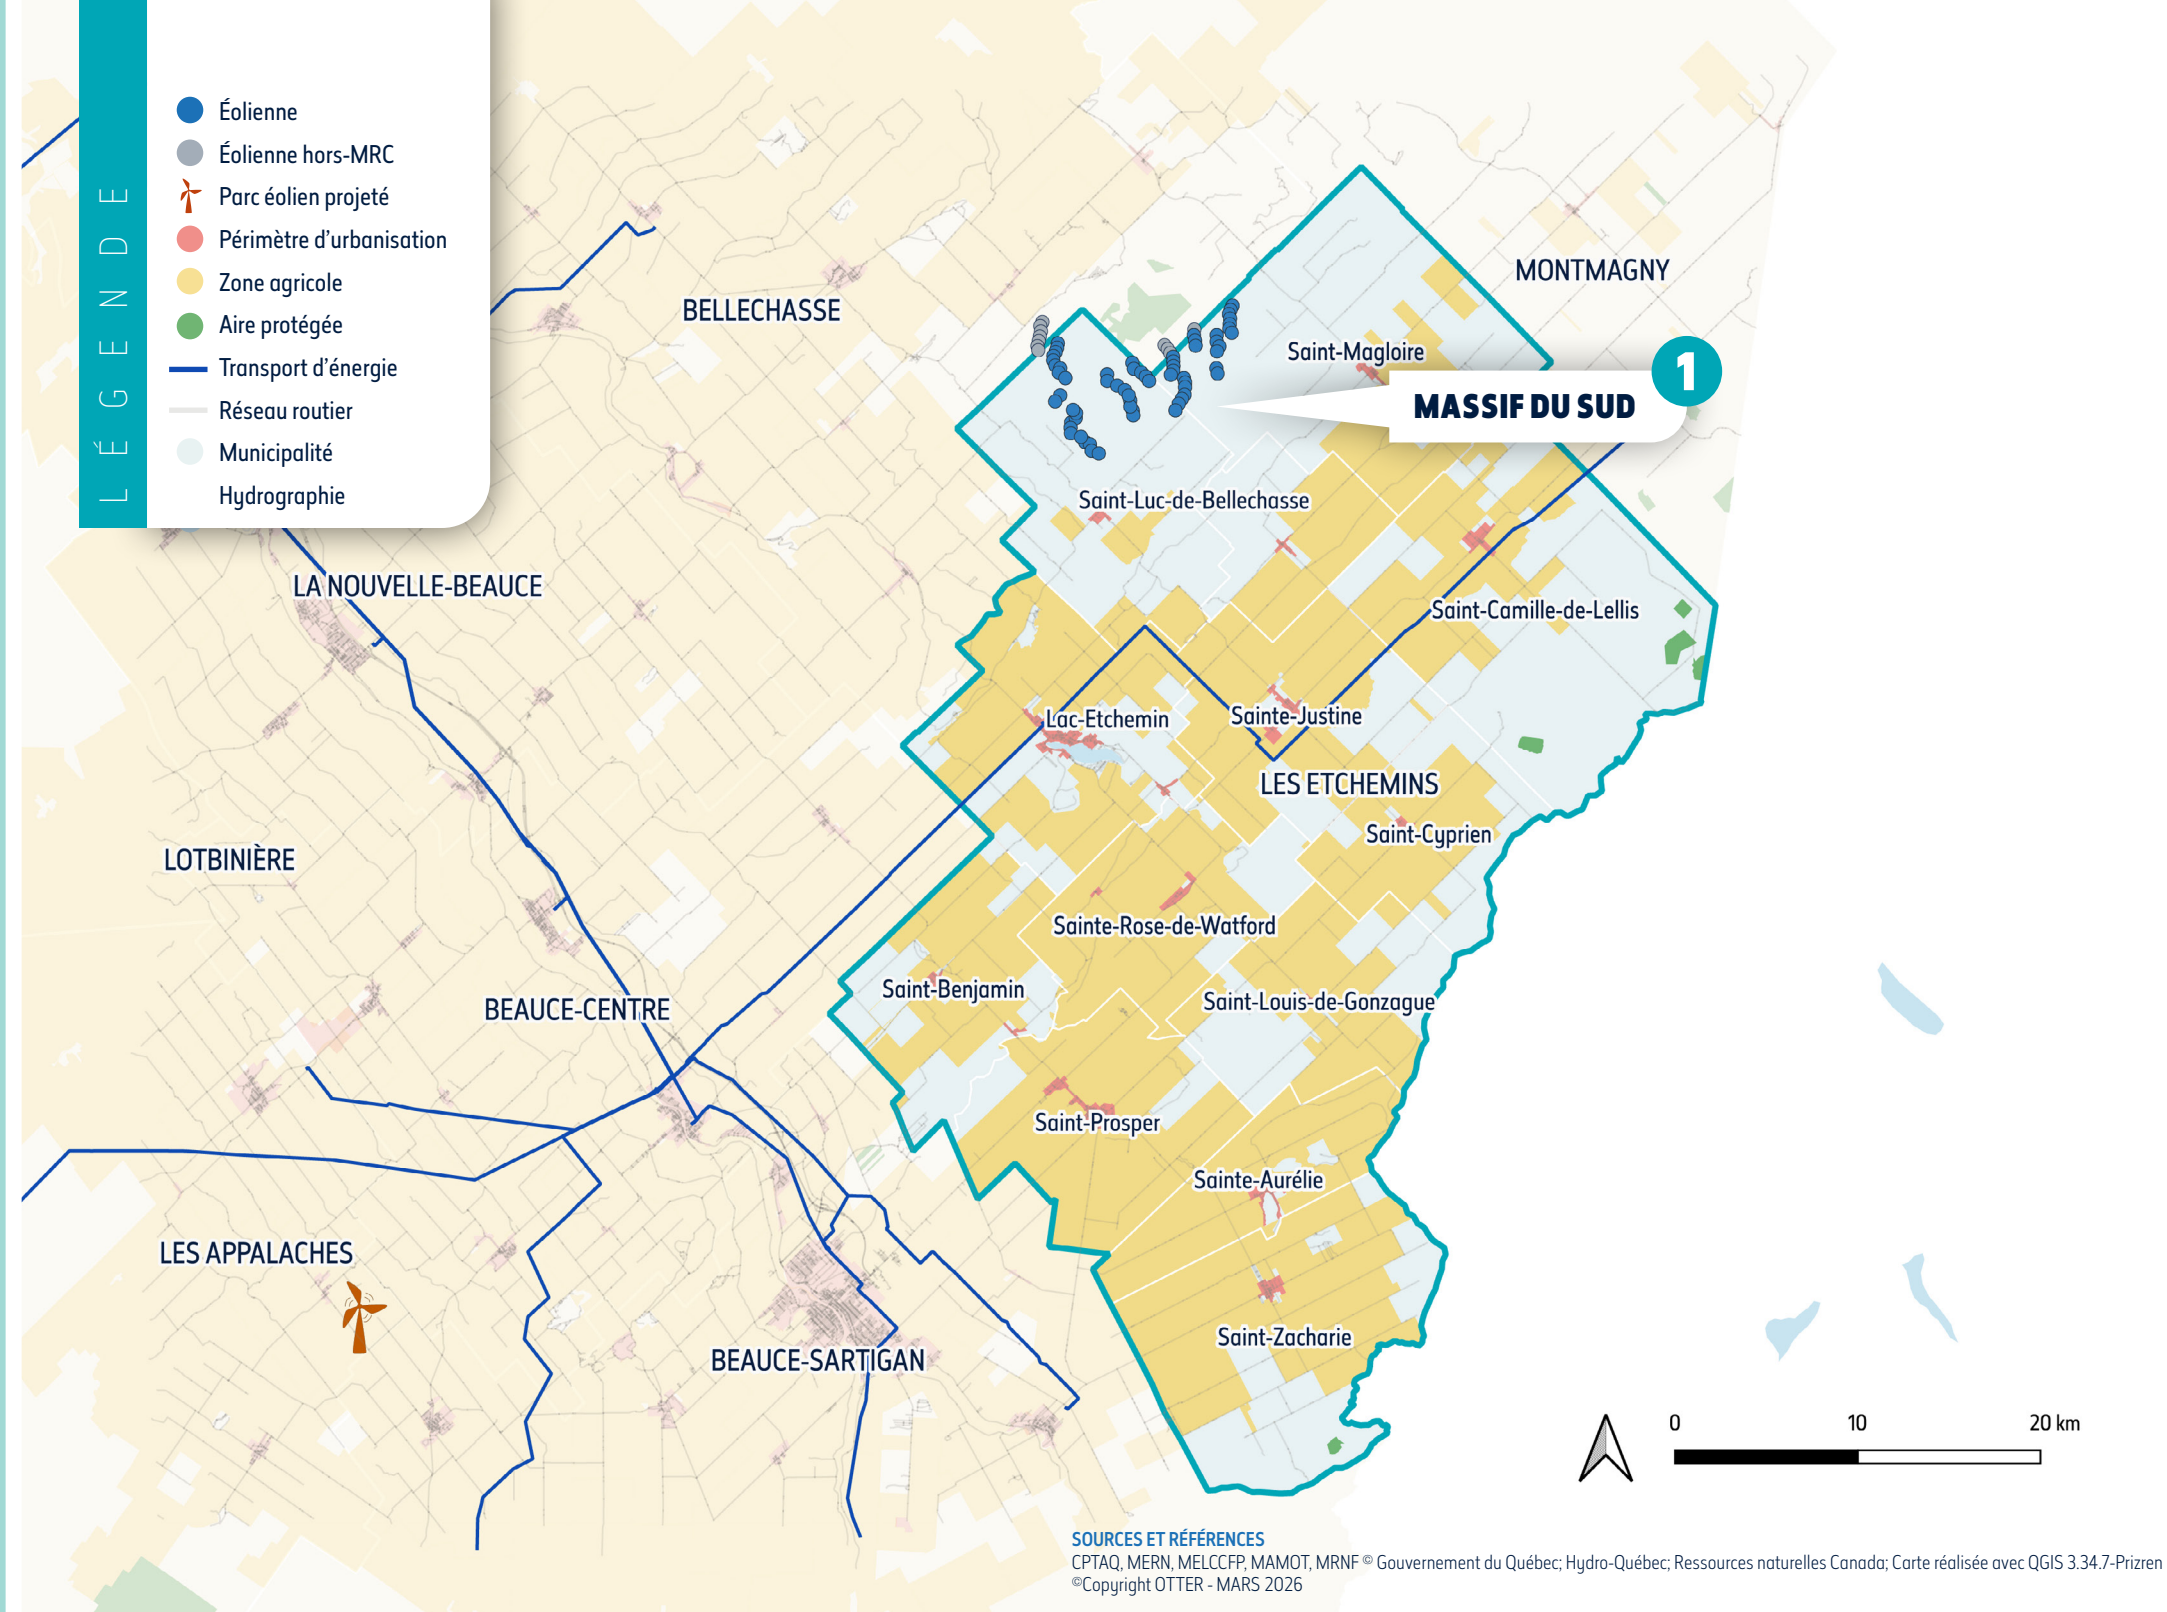 LÉGENDE
Éolienne
Éolienne hors-MRC
Parc éolien projeté
Périmètre d'urbanisation
Zone agricole
Aire protégée
Transport d'énergie
Réseau routier
Municipalité
Hydrographie
MONTMAGNY
BELLECHASSE
Saint-Magloire
1
MASSIF DU SUD
Saint-Luc-de-Bellechasse
LA NOUVELLE-BEAUCE
Saint-Camille-de-Lellis
Lac-Etchemin
Sainte-Justine
LES ETCHEMINS
Saint-Cyprien
LOTBINIÈRE
Sainte-Rose-de-Watford
Saint-Benjamin
Saint-Louis-de-Gonzague
BEAUCE-CENTRE
Saint-Prosper
Sainte-Aurélie
LES APPALACHES
Saint-Zacharie
BEAUCE-SARTIGAN
0 10 20 km
SOURCES ET RÉFÉRENCES
CPTAQ, MERN, MELCCFP, MAMOT, MRNF © Gouvernement du Québec; Hydro-Québec; Ressources naturelles Canada; Carte réalisée avec QGIS 3.34.7-Prizren
©Copyright OTTER - MARS 2026